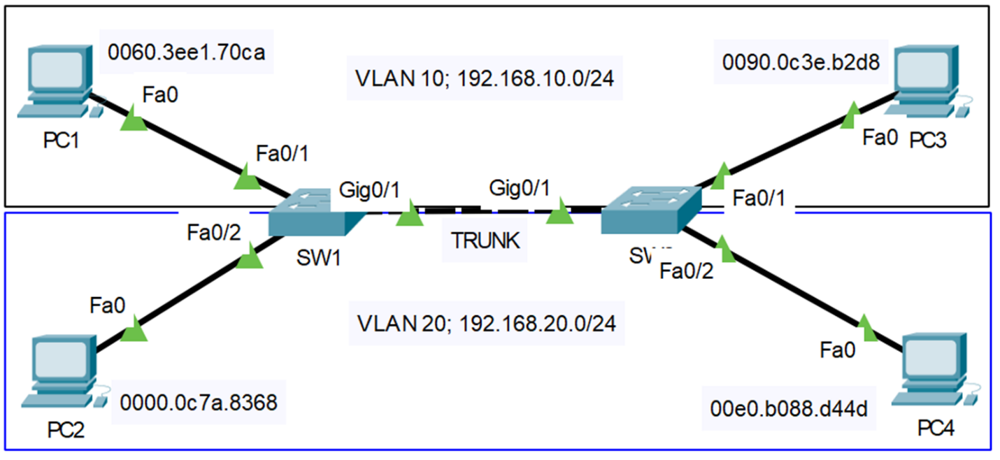 0060.3ee1.70ca
0090.0c3e.b2d8
VLAN 10; 192.168.10.0/24
Fa0
PC1
Fa0
PC3
Fa0/1
Gig0/1
Gig0/1
Fa0/1
Fa0/2
TRUNK
SW1
Fa0/2
Fa0
VLAN 20; 192.168.20.0/24
Fa0
0000.0c7a.8368
00e0.b088.d44d
PC2
PC4